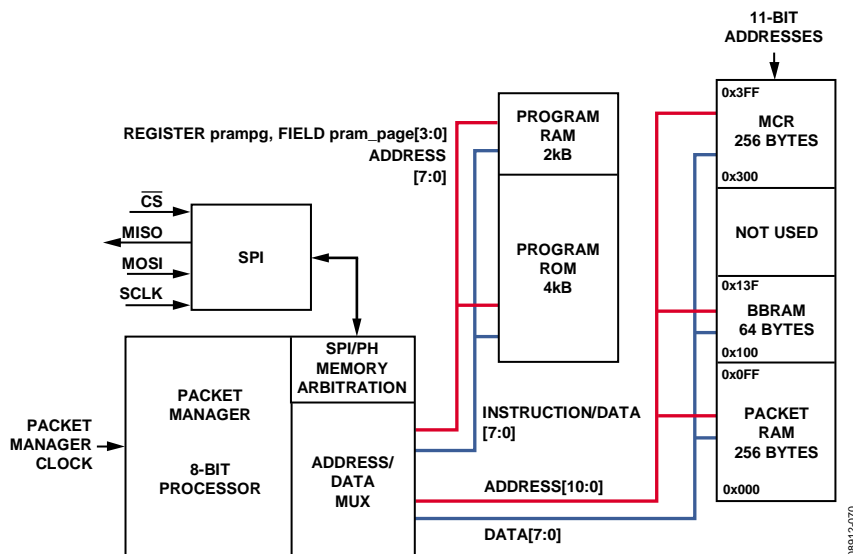 11-BIT
ADDRESSES
REGISTER prampg, FIELD pram_page[3:0]
ADDRESS
[7:0]
PROGRAM
RAM
2kB
PROGRAM
ROM
4kB
0x3FF
MCR
256 BYTES
0x300
NOT USED
0x13F
BBRAM
64 BYTES
0x100
0x0FF
PACKET
RAM
256 BYTES
0x000
CS
MISO
MOSI
SCLK
SPI
SPI/PH
MEMORY
ARBITRATION
PACKET
MANAGER
8-BIT
PROCESSOR
ADDRESS/
DATA
MUX
PACKET
MANAGER
CLOCK
INSTRUCTION/DATA
[7:0]
ADDRESS[10:0]
DATA[7:0]
08912-070